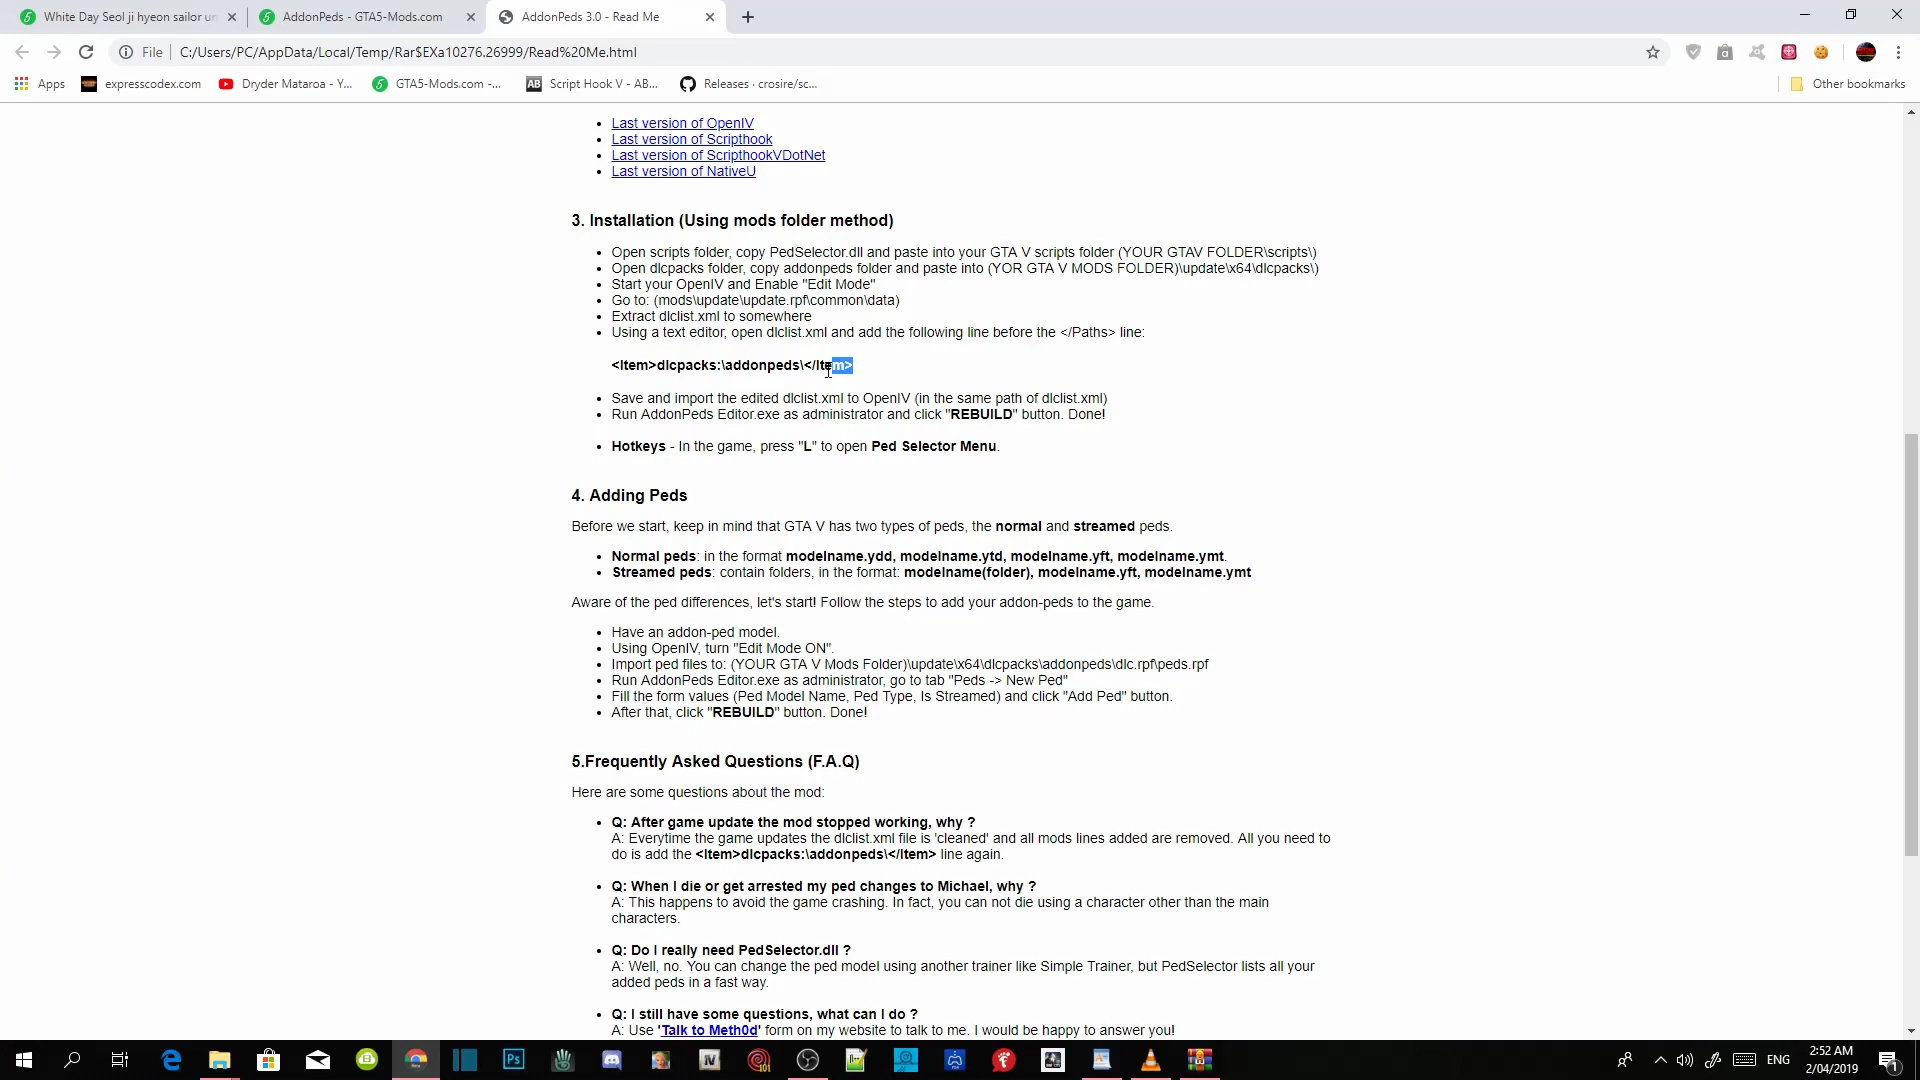 White Day Seol ji hyeon sailor un
AddonPeds - GTA5-Mods.com
AddonPeds 3.0 - Read Me
File
C:/Users/PC/AppData/Local/Temp/Rar$EXa10276.26999/Read%20Me.html
Apps
expresscodex.com
Dryder Mataroa - Y...
GTA5-Mods.com -...
Script Hook V - AB...
Releases · crosire/sc...
Other bookmarks
• Last version of OpenIV
• Last version of Scripthook
• Last version of ScripthookVDotNet
• Last version of NativeU
3. Installation (Using mods folder method)
• Open scripts folder, copy PedSelector.dll and paste into your GTA V scripts folder (YOUR GTAV FOLDER\scripts\)
• Open dlcpacks folder, copy addonpeds folder and paste into (YOR GTA V MODS FOLDER)\update\x64\dlcpacks\)
• Start your OpenIV and Enable "Edit Mode"
• Go to: (mods\update\update.rpf\common\data)
• Extract dlclist.xml to somewhere
• Using a text editor, open dlclist.xml and add the following line before the </Paths> line:
<Item>dlcpacks:\addonpeds\</Item>
• Save and import the edited dlclist.xml to OpenIV (in the same path of dlclist.xml)
• Run AddonPeds Editor.exe as administrator and click "REBUILD" button. Done!
• Hotkeys - In the game, press "L" to open Ped Selector Menu.
4. Adding Peds
Before we start, keep in mind that GTA V has two types of peds, the normal and streamed peds.
• Normal peds: in the format modelname.ydd, modelname.ytd, modelname.yft, modelname.ymt.
• Streamed peds: contain folders, in the format: modelname(folder), modelname.yft, modelname.ymt
Aware of the ped differences, let's start! Follow the steps to add your addon-peds to the game.
• Have an addon-ped model.
• Using OpenIV, turn "Edit Mode ON".
• Import ped files to: (YOUR GTA V Mods Folder)\update\x64\dlcpacks\addonpeds\dlc.rpf\peds.rpf
• Run AddonPeds Editor.exe as administrator, go to tab "Peds -> New Ped"
• Fill the form values (Ped Model Name, Ped Type, Is Streamed) and click "Add Ped" button.
• After that, click "REBUILD" button. Done!
5.Frequently Asked Questions (F.A.Q)
Here are some questions about the mod:
• Q: After game update the mod stopped working, why ?
A: Everytime the game updates the dlclist.xml file is 'cleaned' and all mods lines added are removed. All you need to
do is add the <Item>dlcpacks:\addonpeds\</Item> line again.
• Q: When I die or get arrested my ped changes to Michael, why ?
A: This happens to avoid the game crashing. In fact, you can not die using a character other than the main
characters.
• Q: Do I really need PedSelector.dll ?
A: Well, no. You can change the ped model using another trainer like Simple Trainer, but PedSelector lists all your
added peds in a fast way.
• Q: I still have some questions, what can I do ?
A: Use 'Talk to Meth0d' form on my website to talk to me. I would be happy to answer you!
ENG
2:52 AM
2/04/2019